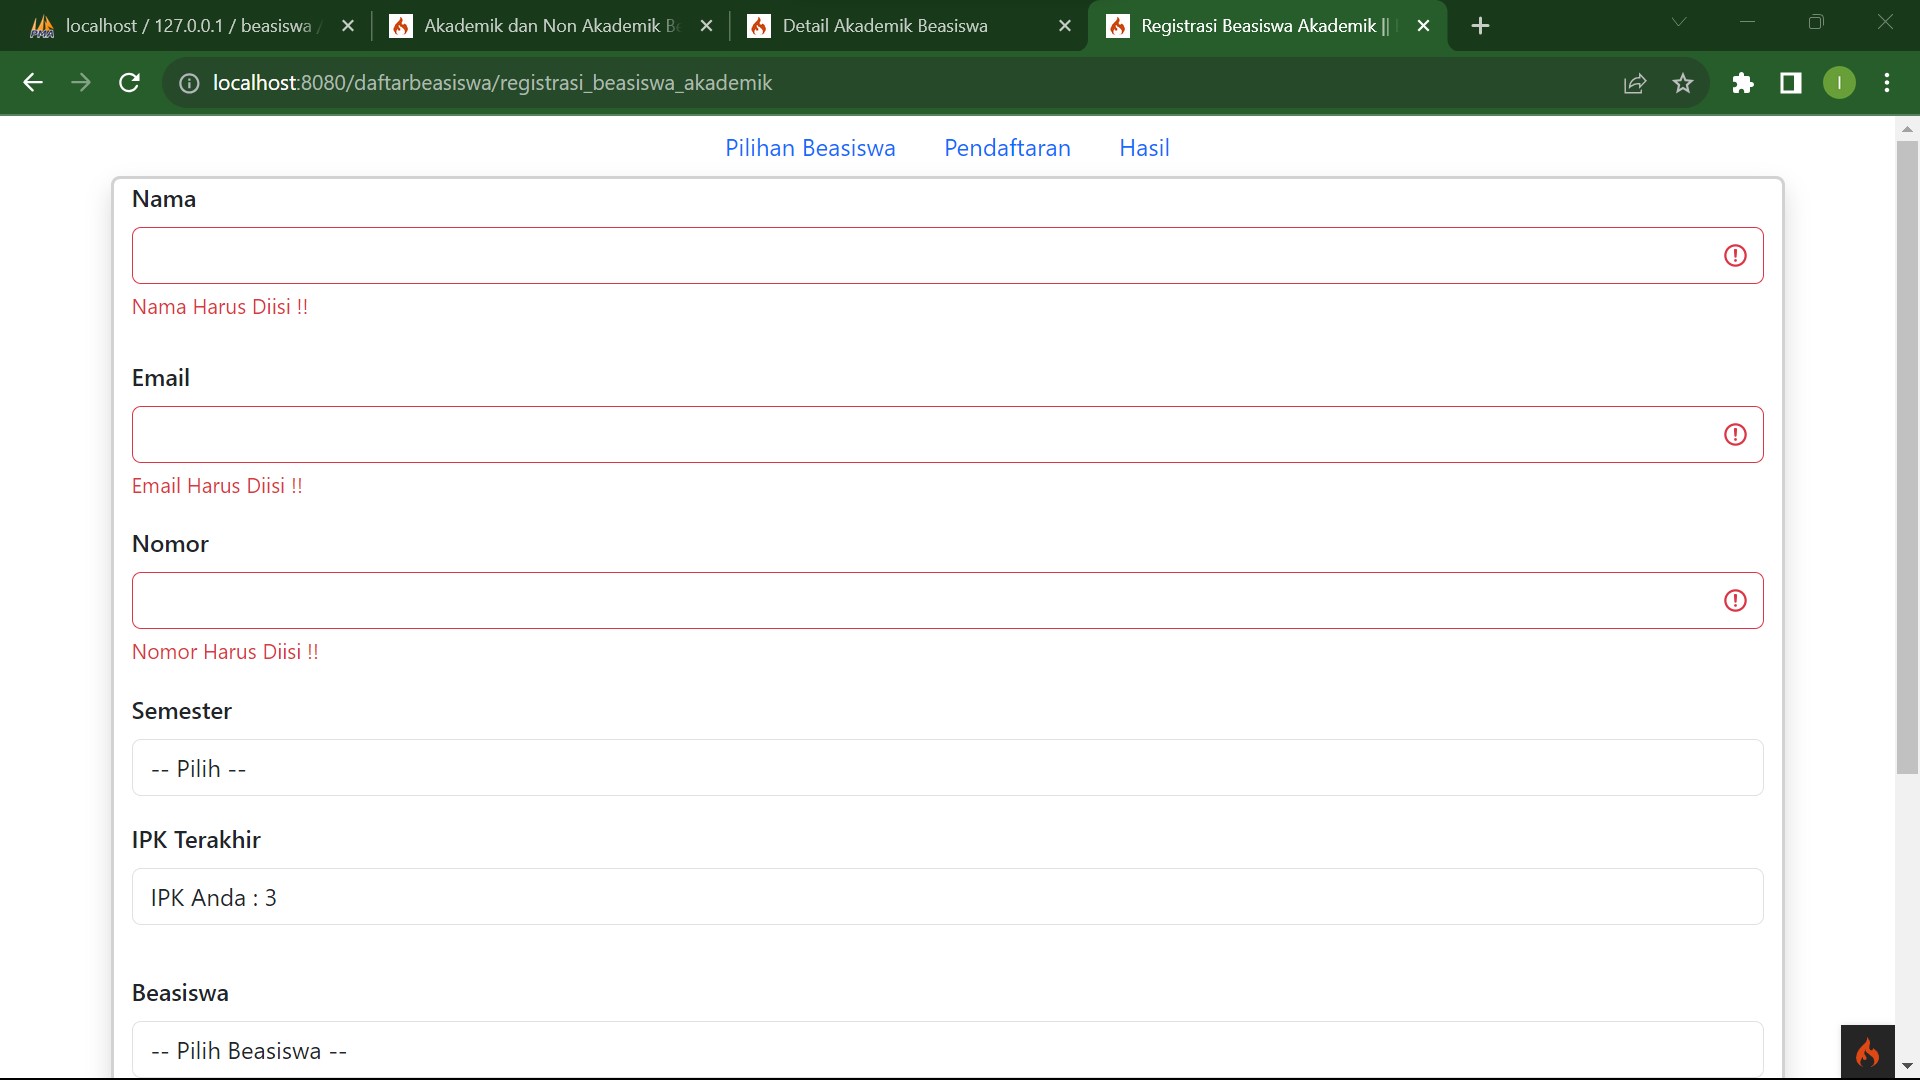 localhost / 127.0.0.1 / beasiswa /
Akademik dan Non Akademik Be
Detail Akademik Beasiswa
Registrasi Beasiswa Akademik ||
localhost:8080/daftarbeasiswa/registrasi_beasiswa_akademik
I
Pilihan Beasiswa
Pendaftaran
Hasil
Nama
Nama Harus Diisi !!
Email
Email Harus Diisi !!
Nomor
Nomor Harus Diisi !!
Semester
-- Pilih --
IPK Terakhir
IPK Anda : 3
Beasiswa
-- Pilih Beasiswa --